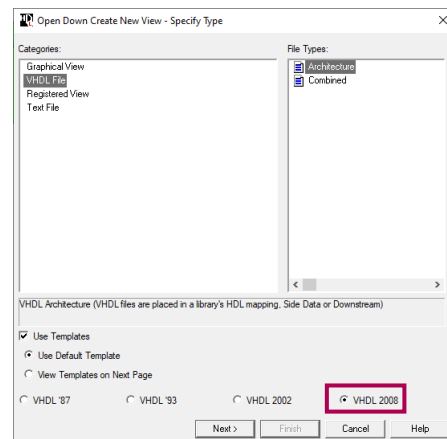 Open Down Create New View - Specify Type
Categories:
File Types:
Graphical View
VHDL File
Registered View
Text File
Architecture
Combined
VHDL Architecture (VHDL files are placed in a library's HDL mapping, Side Data or Downstream)
Use Templates
Use Default Template
View Templates on Next Page
VHDL '87
VHDL '93
VHDL 2002
VHDL 2008
Next >
Finish
Cancel
Help